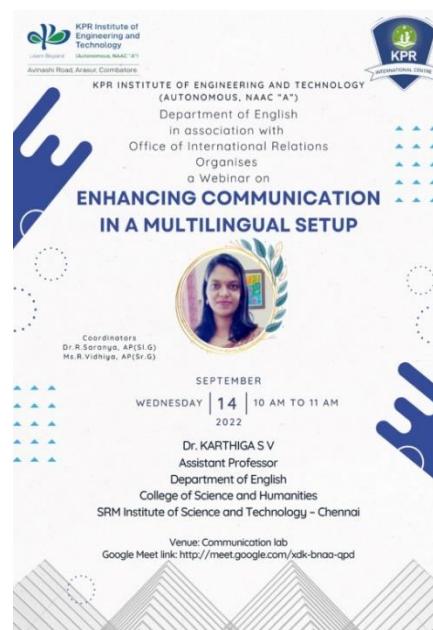 KPR Institute of
Engineering and
Technology
Learn Beyond (Autonomous, NAAC "A")
Avinashi Road, Arasur, Coimbatore
KPR
INTERNATIONAL CENTRE
KPR INSTITUTE OF ENGINEERING AND TECHNOLOGY
(AUTONOMOUS, NAAC "A")
Department of English
in association with
Office of International Relations
Organises
a Webinar on
ENHANCING COMMUNICATION
IN A MULTILINGUAL SETUP
Coordinators
Dr.R.Saranya, AP(Sl.G)
Ms.R.Vidhiya, AP(Sr.G)
SEPTEMBER
WEDNESDAY 14 10 AM TO 11 AM
2022
Dr. KARTHIGA S V
Assistant Professor
Department of English
College of Science and Humanities
SRM Institute of Science and Technology – Chennai
Venue: Communication lab
Google Meet link: http://meet.google.com/xdk-bnaa-qpd